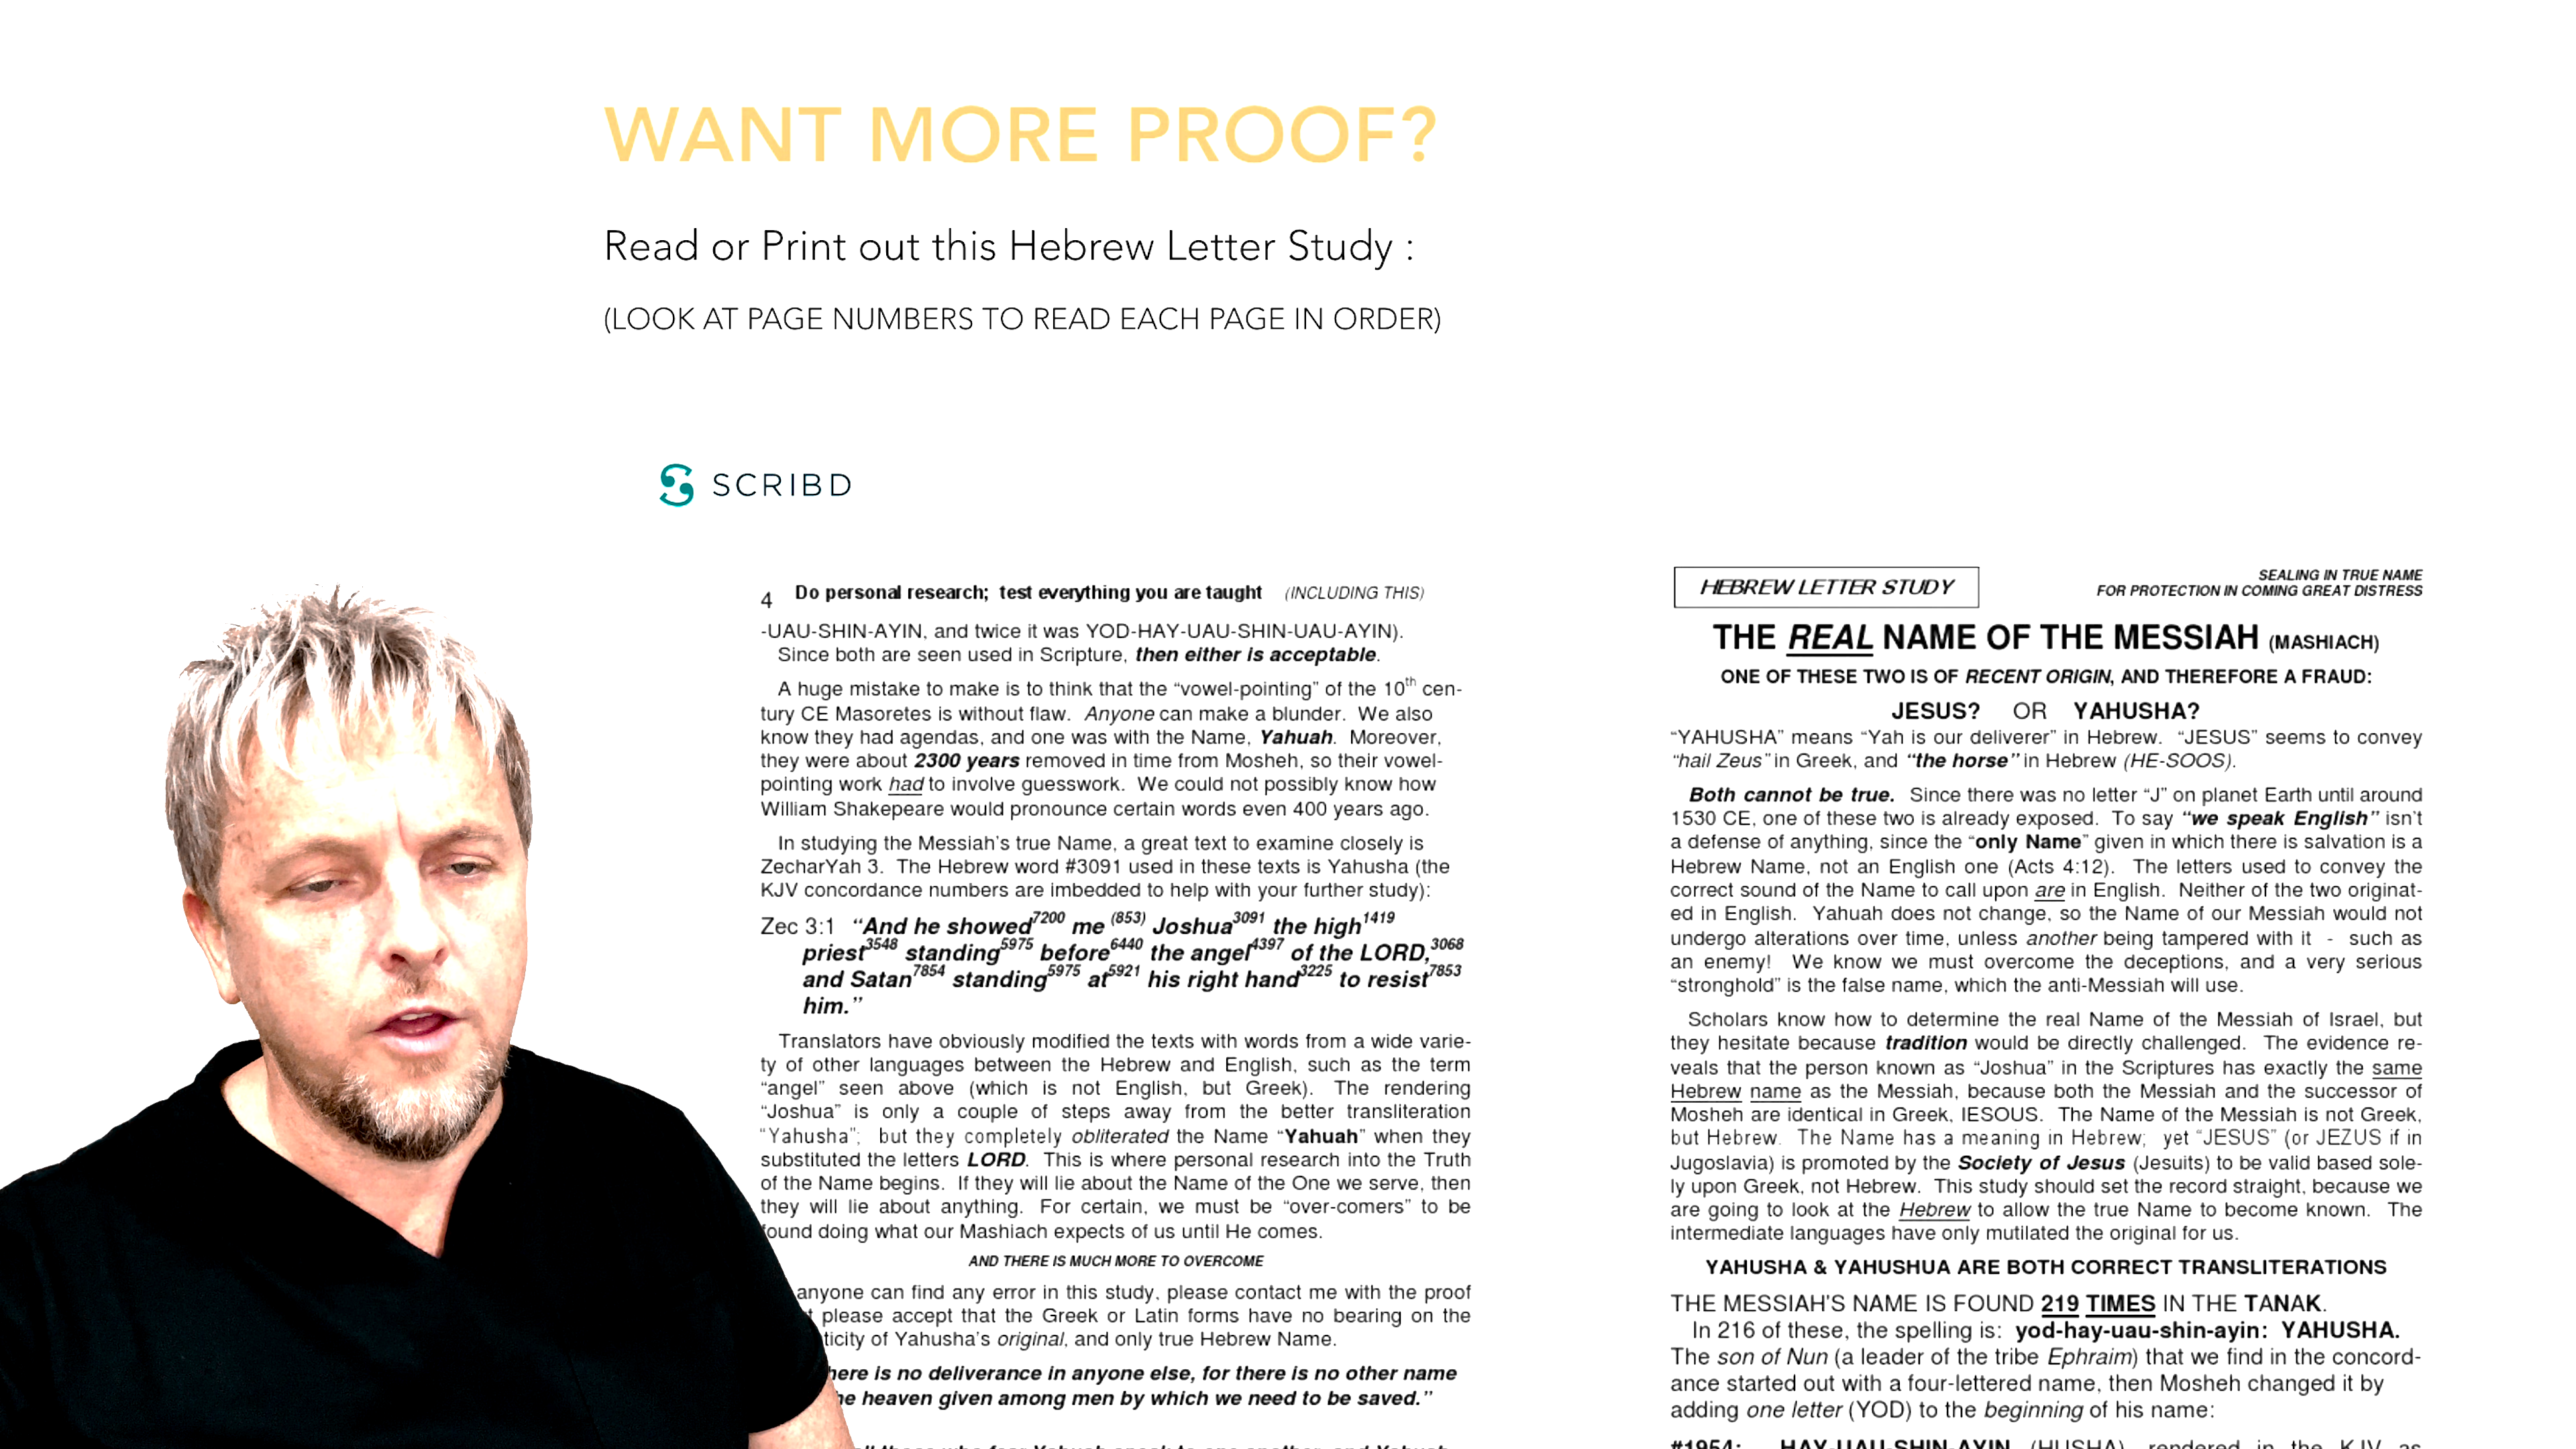 WANT MORE PROOF?
Read or Print out this Hebrew Letter Study :
(LOOK AT PAGE NUMBERS TO READ EACH PAGE IN ORDER)
SCRIBD
4 Do personal research; test everything you are taught (INCLUDING THIS)
-UAU-SHIN-AYIN, and twice it was YOD-HAY-UAU-SHIN-UAU-AYIN).
Since both are seen used in Scripture, then either is acceptable.
A huge mistake to make is to think that the “vowel-pointing” of the 10th cen-
tury CE Masoretes is without flaw. Anyone can make a blunder. We also
know they had agendas, and one was with the Name, Yahuah. Moreover,
they were about 2300 years removed in time from Mosheh, so their vowel-
pointing work had to involve guesswork. We could not possibly know how
William Shakepeare would pronounce certain words even 400 years ago.
In studying the Messiah's true Name, a great text to examine closely is
ZecharYah 3. The Hebrew word #3091 used in these texts is Yahusha (the
KJV concordance numbers are imbedded to help with your further study):
Zec 3:1 “And he showed7200 me (853) Joshua3091 the high1419
priest3548 standing5975 before6440 the angel4397 of the LORD,3068
and Satan7854 standing5975 at5921 his right hand3225 to resist7853
him.”
Translators have obviously modified the texts with words from a wide varie-
ty of other languages between the Hebrew and English, such as the term
“angel” seen above (which is not English, but Greek). The rendering
“Joshua” is only a couple of steps away from the better transliteration
“Yahusha”; but they completely obliterated the Name “Yahuah” when they
substituted the letters LORD. This is where personal research into the Truth
of the Name begins. If they will lie about the Name of the One we serve, then
they will lie about anything. For certain, we must be “over-comers” to be
found doing what our Mashiach expects of us until He comes.
AND THERE IS MUCH MORE TO OVERCOME
anyone can find any error in this study, please contact me with the proof
please accept that the Greek or Latin forms have no bearing on the
ticity of Yahusha's original, and only true Hebrew Name.
here is no deliverance in anyone else, for there is no other name
he heaven given among men by which we need to be saved.”
HEBREW LETTER STUDY
SEALING IN TRUE NAME
FOR PROTECTION IN COMING GREAT DISTRESS
THE REAL NAME OF THE MESSIAH (MASHIACH)
ONE OF THESE TWO IS OF RECENT ORIGIN, AND THEREFORE A FRAUD:
JESUS? OR YAHUSHA?
“YAHUSHA” means “Yah is our deliverer” in Hebrew. “JESUS” seems to convey
“hail Zeus” in Greek, and “the horse” in Hebrew (HE-SOOS).
Both cannot be true. Since there was no letter “J” on planet Earth until around
1530 CE, one of these two is already exposed. To say “we speak English” isn't
a defense of anything, since the “only Name” given in which there is salvation is a
Hebrew Name, not an English one (Acts 4:12). The letters used to convey the
correct sound of the Name to call upon are in English. Neither of the two originat-
ed in English. Yahuah does not change, so the Name of our Messiah would not
undergo alterations over time, unless another being tampered with it - such as
an enemy! We know we must overcome the deceptions, and a very serious
“stronghold” is the false name, which the anti-Messiah will use.
Scholars know how to determine the real Name of the Messiah of Israel, but
they hesitate because tradition would be directly challenged. The evidence re-
veals that the person known as “Joshua” in the Scriptures has exactly the same
Hebrew name as the Messiah, because both the Messiah and the successor of
Mosheh are identical in Greek, IESOUS. The Name of the Messiah is not Greek,
but Hebrew. The Name has a meaning in Hebrew; yet “JESUS” (or JEZUS if in
Jugoslavia) is promoted by the Society of Jesus (Jesuits) to be valid based sole-
ly upon Greek, not Hebrew. This study should set the record straight, because we
are going to look at the Hebrew to allow the true Name to become known. The
intermediate languages have only mutilated the original for us.
YAHUSHA & YAHUSHUA ARE BOTH CORRECT TRANSLITERATIONS
THE MESSIAH'S NAME IS FOUND 219 TIMES IN THE TANAK.
In 216 of these, the spelling is: yod-hay-uau-shin-ayin: YAHUSHA.
The son of Nun (a leader of the tribe Ephraim) that we find in the concord-
ance started out with a four-lettered name, then Mosheh changed it by
adding one letter (YOD) to the beginning of his name:
#1954: HAY-UAU-SHIN-AYIN (HUSHA) rendered in the KJV as